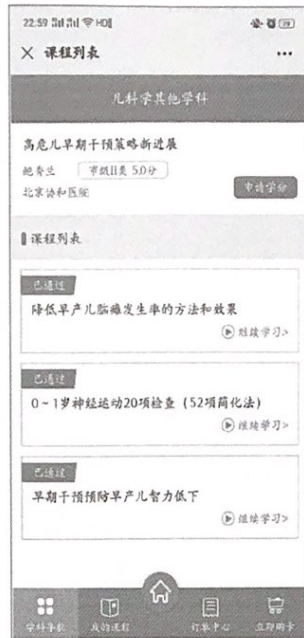 22:59
课程列表
儿科学其他学科
高危儿早期干预策略新进展
鲍秀兰 市级II类 5.0分
北京协和医院
申请学分
课程列表
已通过
降低早产儿脑瘫发生率的方法和效果
继续学习>
已通过
0~1岁神经运动20项检查（52项简化法）
继续学习>
已通过
早期干预预防早产儿智力低下
继续学习>
学科导航 我的课程 订单中心 立即购卡